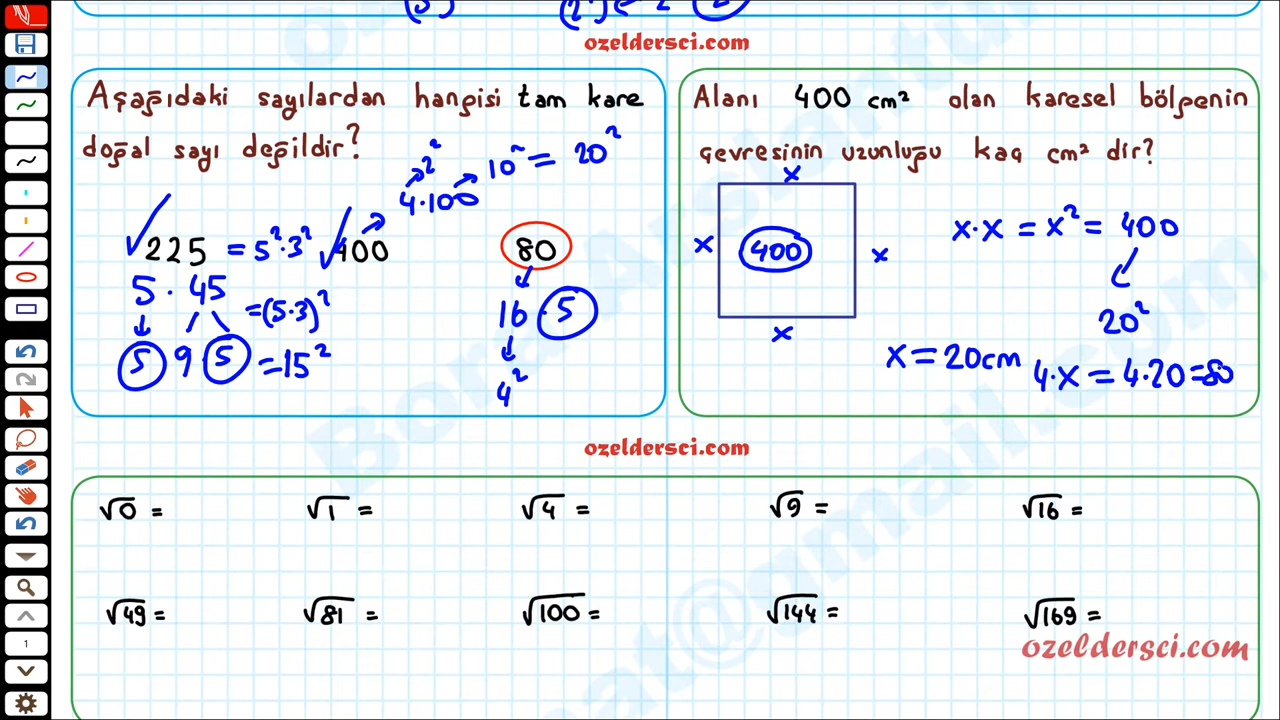 ozeldersci.com
Aşağıdaki sayılardan hangisi tam kare
doğal sayı değildir?
4·100 2² 10² = 20²
225 = 5²·3² 400 80
5 · 45 = (5·3)² 16 · 5
5 9 5 = 15² 4²
Alanı 400 cm² olan karesel bölgenin
çevresinin uzunluğu kaç cm² dir?
x
x 400 x
x
x·x = x² = 400
20²
x = 20cm 4·x = 4·20=80
ozeldersci.com
√0 = √1 = √4 = √9 = √16 =
√49 = √81 = √100 = √144 = √169 =
ozeldersci.com
1